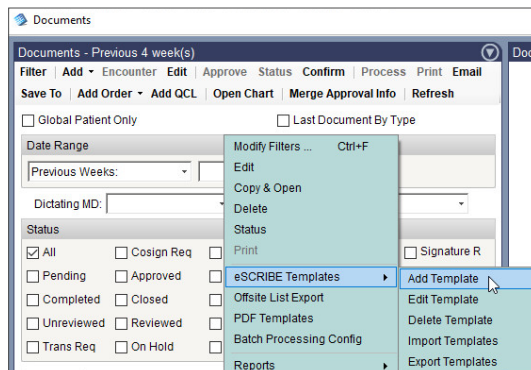 Documents
Documents - Previous 4 week(s)
Filter Add Encounter Edit Approve Status Confirm Process Print Email
Save To Add Order Add QCL Open Chart Merge Approval Info Refresh
Global Patient Only Last Document By Type
Date Range
Previous Weeks:
Dictating MD:
Status
All Cosign Req Signature R
Pending Approved
Completed Closed
Unreviewed Reviewed
Trans Req On Hold
Modify Filters ... Ctrl+F
Edit
Copy & Open
Delete
Status
Print
eSCRIBE Templates
Offsite List Export
PDF Templates
Batch Processing Config
Reports
Add Template
Edit Template
Delete Template
Import Templates
Export Templates